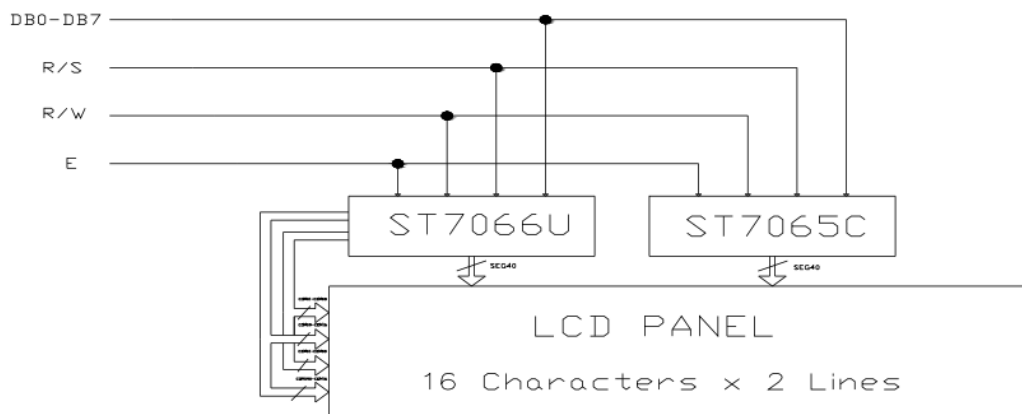 DB0-DB7
R/S
R/W
E
ST7066U
ST7065C
SEG40
SEG40
LCD PANEL
16 Characters x 2 Lines